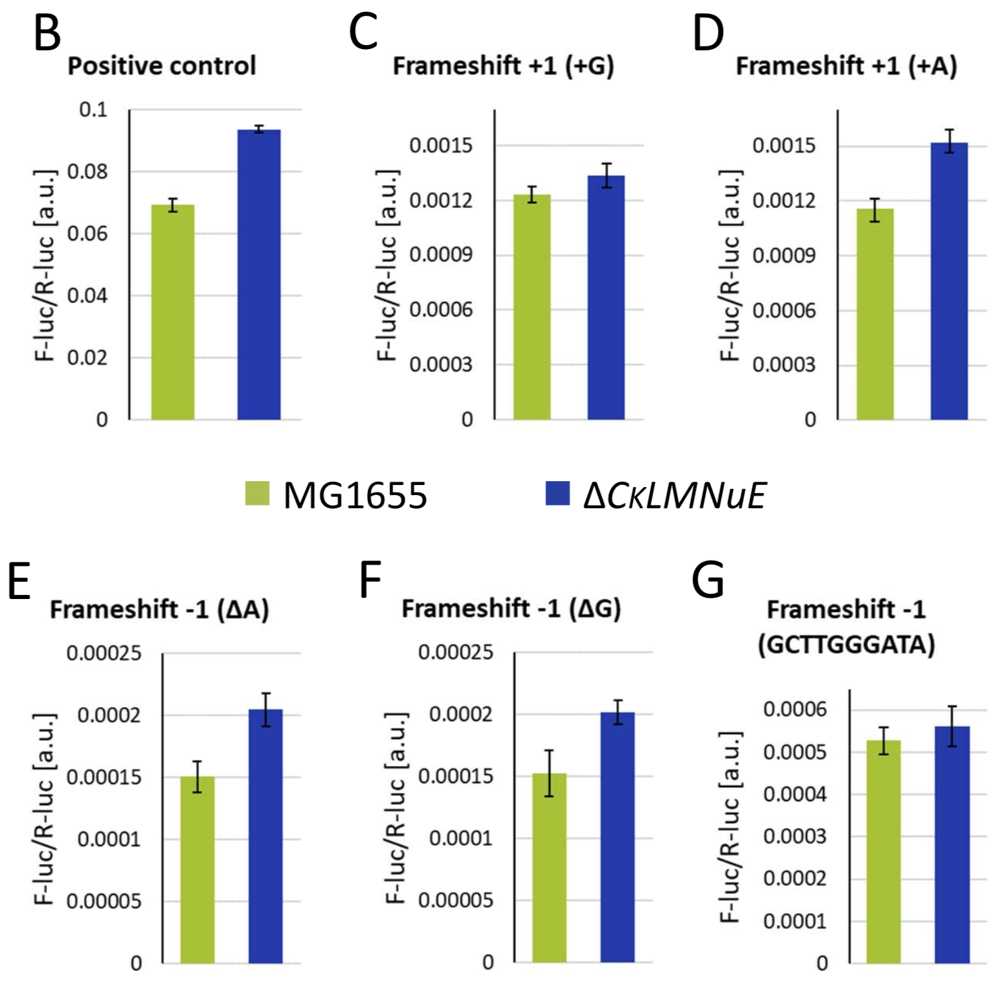 B
Positive control
F-luc/R-luc [a.u.]
0.1
0.08
0.06
0.04
0.02
0
C
Frameshift +1 (+G)
F-luc/R-luc [a.u.]
0.0015
0.0012
0.0009
0.0006
0.0003
0
D
Frameshift +1 (+A)
F-luc/R-luc [a.u.]
0.0015
0.0012
0.0009
0.0006
0.0003
0
MG1655
ΔCKLMNuE
E
Frameshift -1 (ΔA)
F-luc/R-luc [a.u.]
0.00025
0.0002
0.00015
0.0001
0.00005
0
F
Frameshift -1 (ΔG)
F-luc/R-luc [a.u.]
0.00025
0.0002
0.00015
0.0001
0.00005
0
G
Frameshift -1
(GCTTGGGATA)
F-luc/R-luc [a.u.]
0.0006
0.0005
0.0004
0.0003
0.0002
0.0001
0